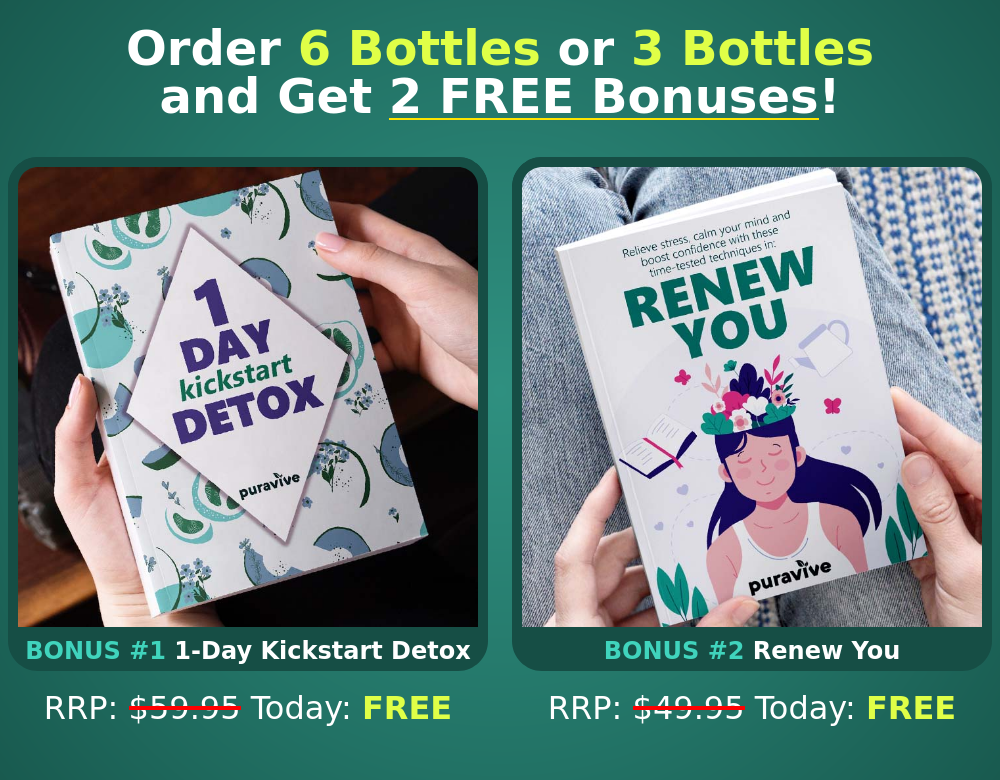 Order 6 Bottles or 3 Bottles
and Get 2 FREE Bonuses!
1
DAY
kickstart
DETOX
puravive
BONUS #1 1-Day Kickstart Detox
RRP: $59.95 Today: FREE
Relieve stress, calm your mind and
boost confidence with these
time-tested techniques in:
RENEW
YOU
puravive
BONUS #2 Renew You
RRP: $49.95 Today: FREE